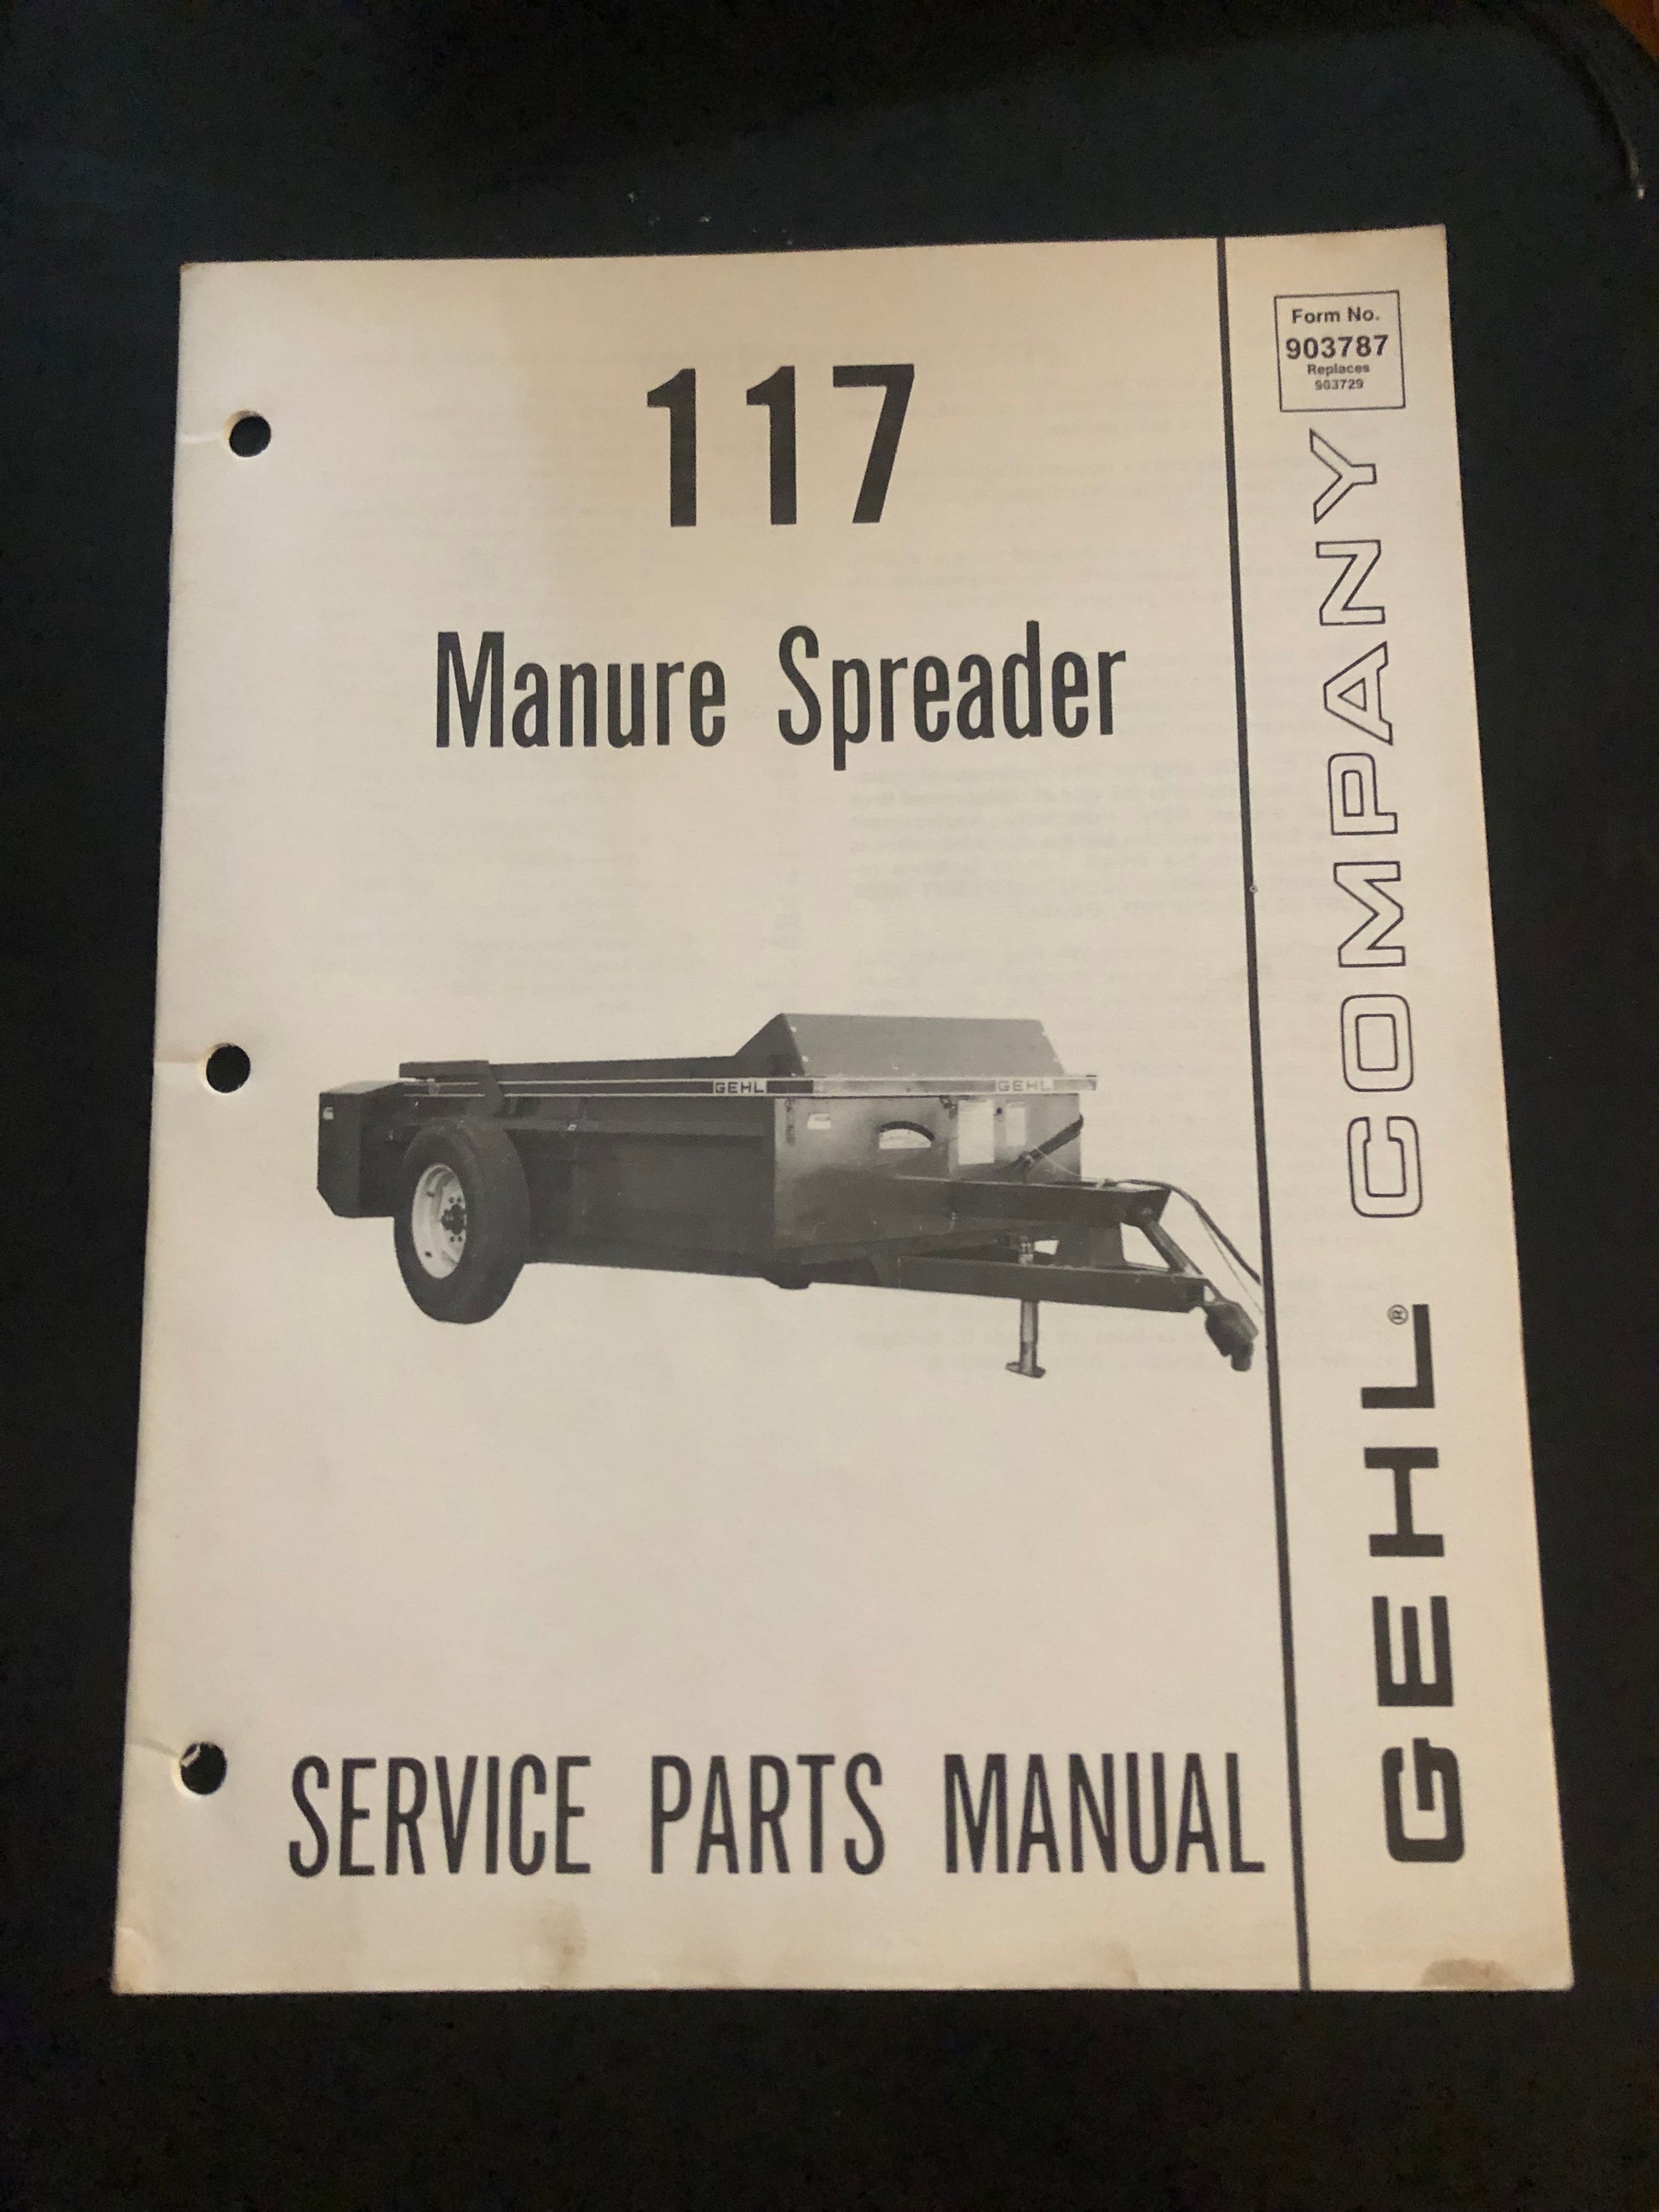 Form No.
903787
Replaces
903729
117
Manure Spreader
GEHL GEHL
SERVICE PARTS MANUAL
GEHL® COMPANY